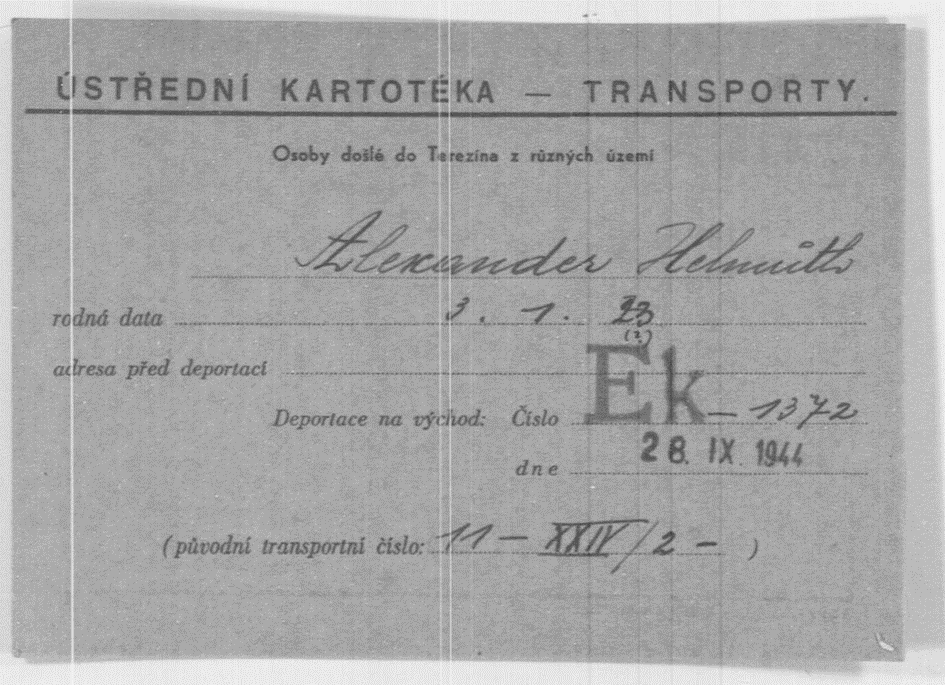 ÚSTŘEDNÍ KARTOTÉKA — TRANSPORTY.
Osoby došlé do Terezína z různých území
Alexander Helmuth
rodná data 3. 1. 23
(?)
adresa před deportací
Deportace na východ: Číslo Ek – 1372
dne 28. IX. 1944
(původní transportní číslo: 11 – XXIV/2 – )